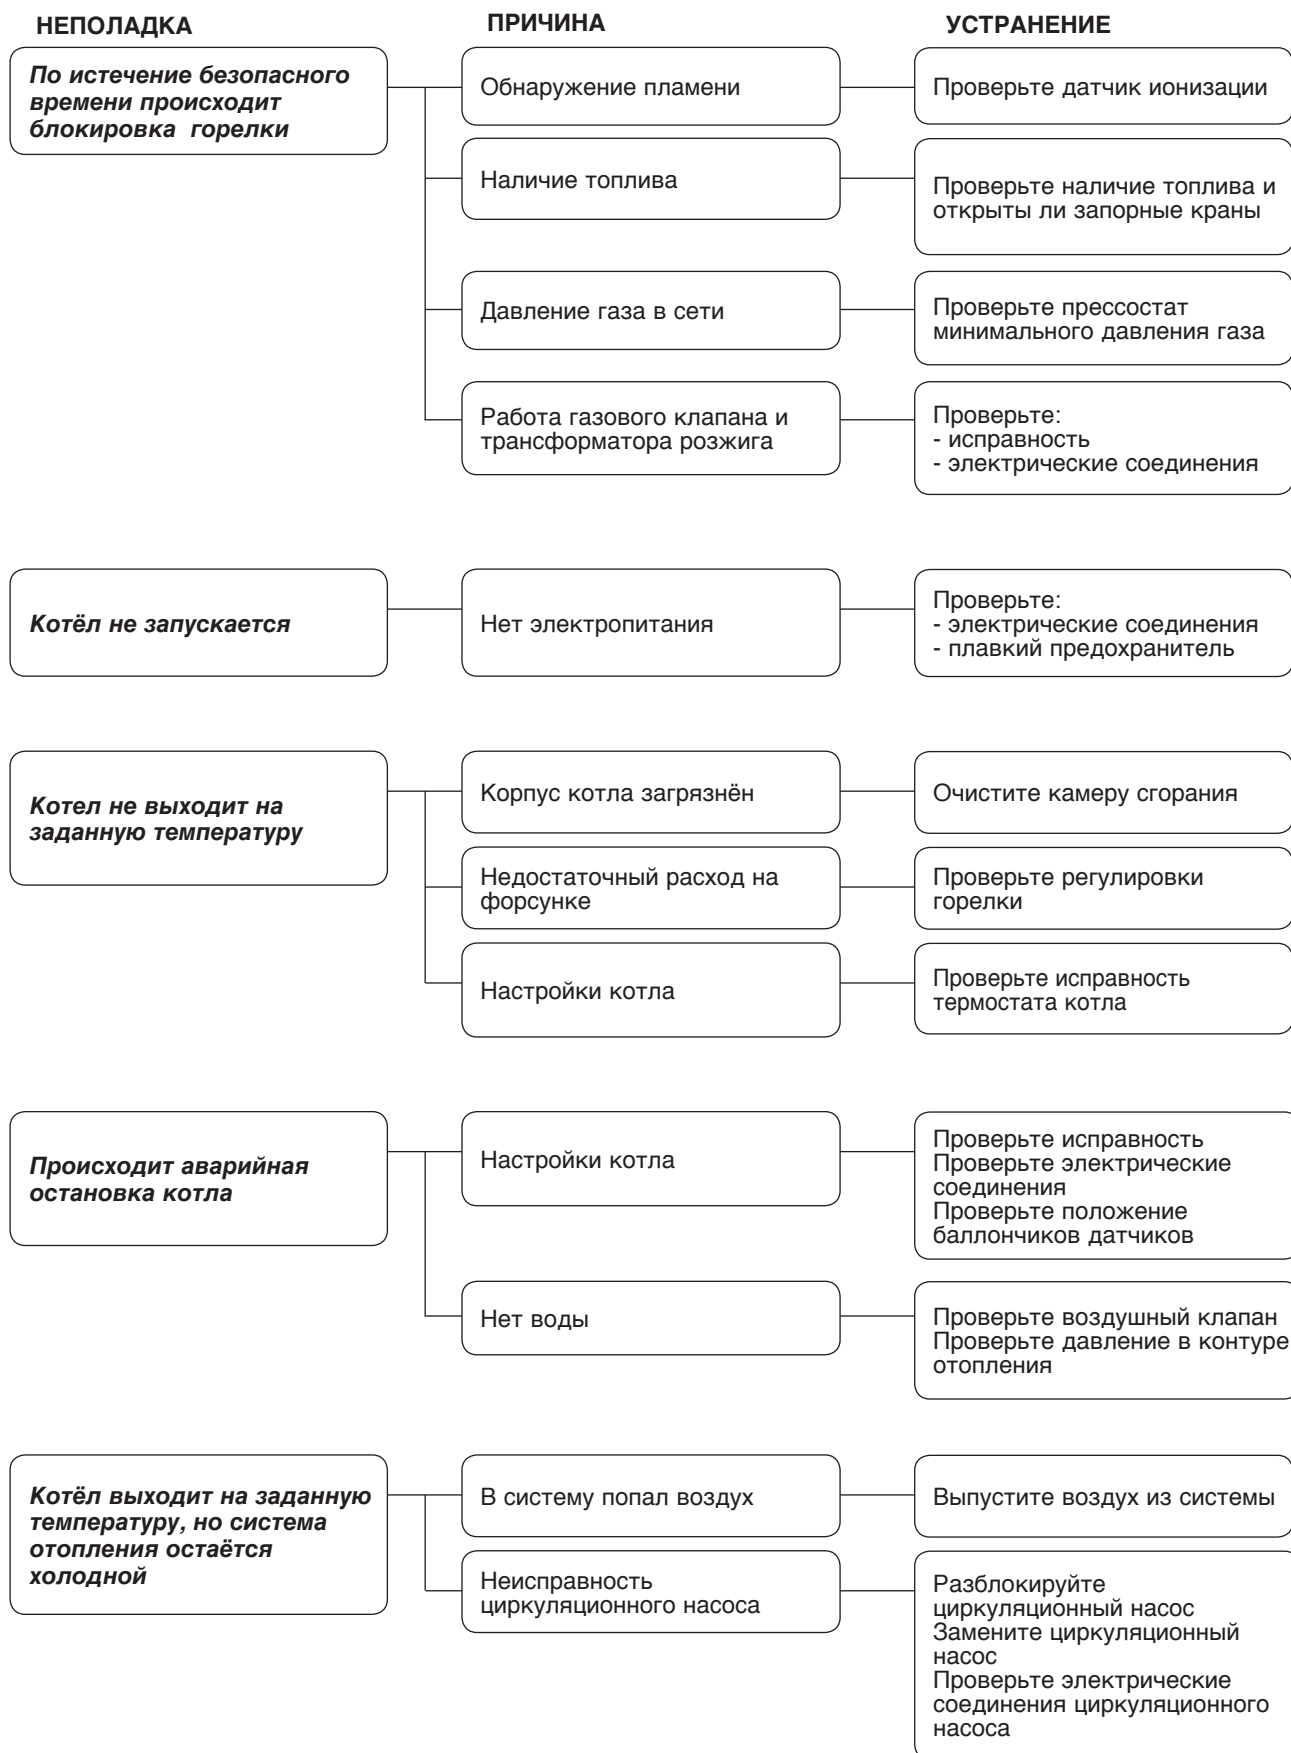 НЕПОЛАДКА
ПРИЧИНА
УСТРАНЕНИЕ
По истечение безопасного
времени происходит
блокировка горелки
Обнаружение пламени
Проверьте датчик ионизации
Наличие топлива
Проверьте наличие топлива и
открыты ли запорные краны
Давление газа в сети
Проверьте прессостат
минимального давления газа
Работа газового клапана и
трансформатора розжига
Проверьте:
- исправность
- электрические соединения
Котёл не запускается
Нет электропитания
Проверьте:
- электрические соединения
- плавкий предохранитель
Котел не выходит на
заданную температуру
Корпус котла загрязнён
Очистите камеру сгорания
Недостаточный расход на
форсунке
Проверьте регулировки
горелки
Настройки котла
Проверьте исправность
термостата котла
Происходит аварийная
остановка котла
Настройки котла
Проверьте исправность
Проверьте электрические
соединения
Проверьте положение
баллончиков датчиков
Нет воды
Проверьте воздушный клапан
Проверьте давление в контуре
отопления
Котёл выходит на заданную
температуру, но система
отопления остаётся
холодной
В систему попал воздух
Выпустите воздух из системы
Неисправность
циркуляционного насоса
Разблокируйте
циркуляционный насос
Замените циркуляционный
насос
Проверьте электрические
соединения циркуляционного
насоса